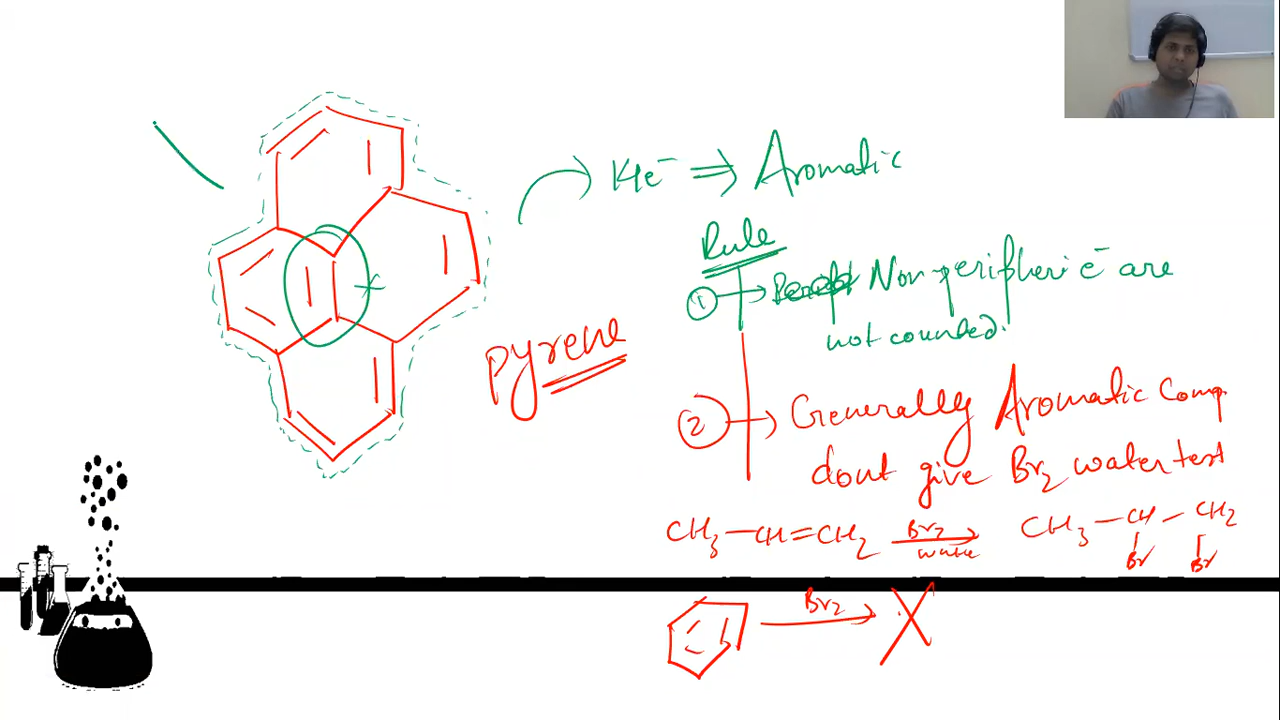 14e⁻ ⇒ Aromatic
Rule
① → Non-peripheri e⁻ are
not counted.
pyrene
② → Generally Aromatic Comp
dont give Br₂ water test
CH₃—CH=CH₂ Br₂ water → CH₃—CH—CH₂
Br Br
Br₂ → X